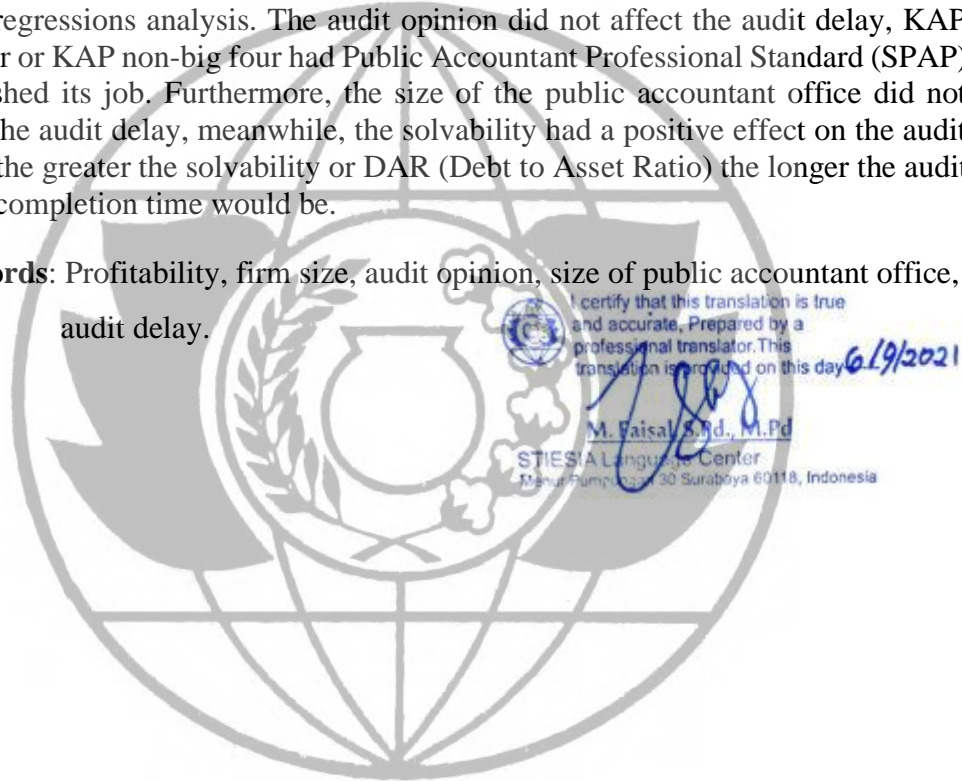 regressions analysis. The audit opinion did not affect the audit delay, KAP
r or KAP non-big four had Public Accountant Professional Standard (SPAP)
shed its job. Furthermore, the size of the public accountant office did not
he audit delay, meanwhile, the solvability had a positive effect on the audit
the greater the solvability or DAR (Debt to Asset Ratio) the longer the audit
completion time would be.
ords: Profitability, firm size, audit opinion, size of public accountant office,
audit delay.
I certify that this translation is true
and accurate, Prepared by a
professional translator. This
translation is provided on this day 6/9/2021
M. Faisal, S.Pd., M.Pd
STIESIA Language Center
Menur Pumpungan 30 Surabaya 60118, Indonesia